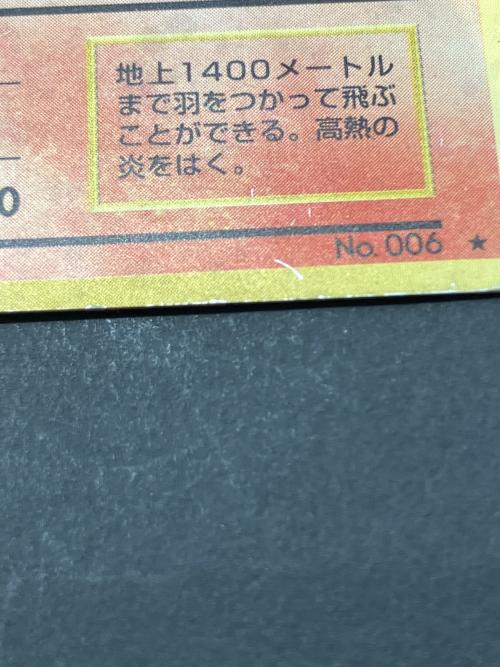 地上1400メートル
まで羽をつかって飛ぶ
ことができる。高熱の
炎をはく。
0
No. 006 ★